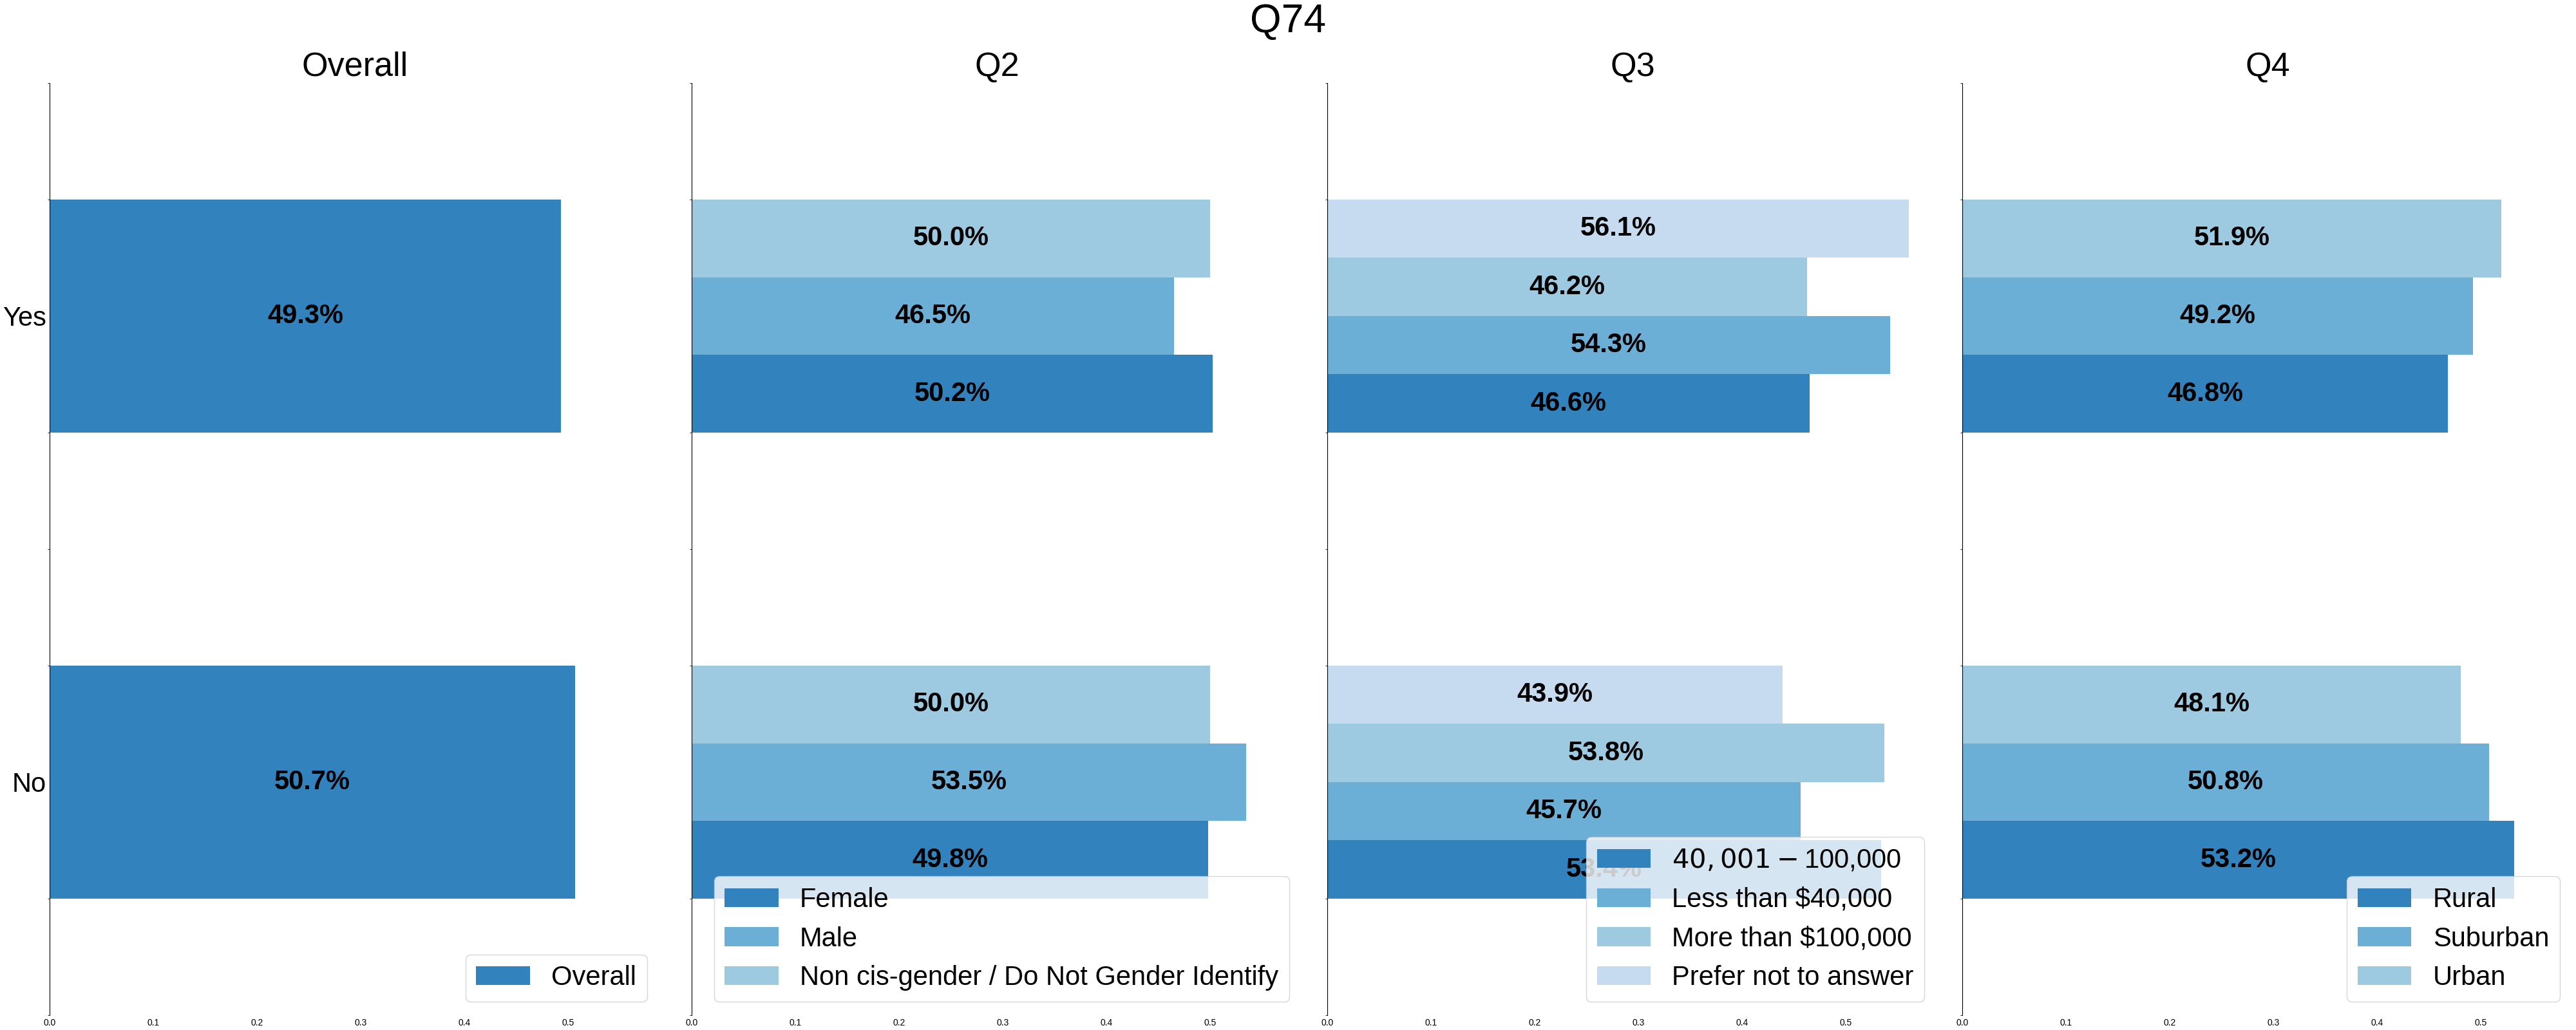 Q74
Overall
Yes
49.3%
No
50.7%
Overall
0.0 0.1 0.2 0.3 0.4 0.5
Q2
50.0%
46.5%
50.2%
50.0%
53.5%
49.8%
Female
Male
Non cis-gender / Do Not Gender Identify
0.0 0.1 0.2 0.3 0.4 0.5
Q3
56.1%
46.2%
54.3%
46.6%
43.9%
53.8%
45.7%
53.4%
40,001 - 100,000
Less than $40,000
More than $100,000
Prefer not to answer
0.0 0.1 0.2 0.3 0.4 0.5
Q4
51.9%
49.2%
46.8%
48.1%
50.8%
53.2%
Rural
Suburban
Urban
0.0 0.1 0.2 0.3 0.4 0.5